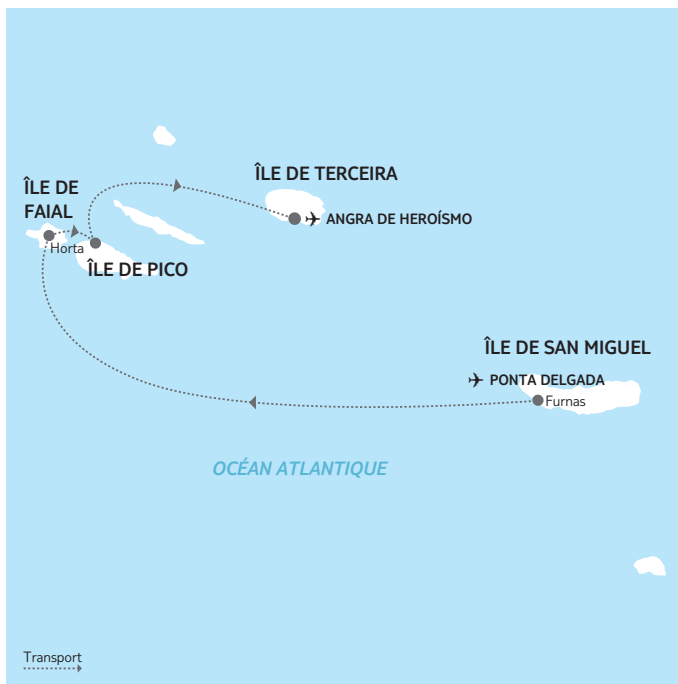 ÎLE DE TERCEIRA
ÎLE DE
FAIAL
ANGRA DE HEROÍSMO
Horta
ÎLE DE PICO
ÎLE DE SAN MIGUEL
PONTA DELGADA
Furnas
OCÉAN ATLANTIQUE
Transport